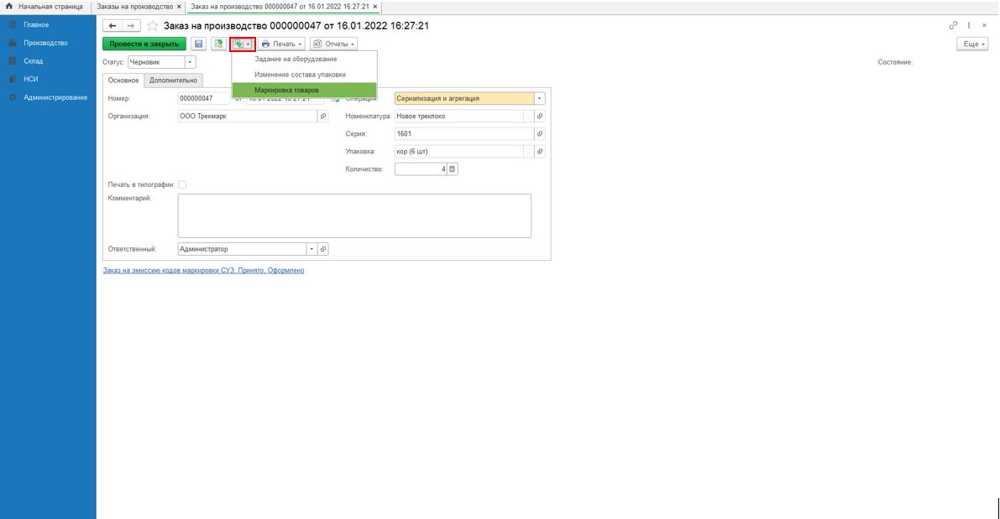 Начальная страница
Заказы на производство ×
Заказ на производство 000000047 от 16.01.2022 16:27:21 ×
Главное
Производство
Склад
НСИ
Администрирование
Заказ на производство 000000047 от 16.01.2022 16:27:21
Провести и закрыть
Печать
Отчеты
Еще
Статус: Черновик
Состояние:
Задание на оборудование
Изменение состава упаковки
Маркировка товаров
Основное
Дополнительно
Номер: 000000047 от: 16.01.2022 16:27:21
Операция: Сериализация и агрегация
Организация: ООО Трекмарк
Номенклатура: Новое треклоко
Серия: 1601
Упаковка: кор (6 шт)
Количество: 4
Печать в типографии:
Комментарий:
Ответственный: Администратор
Заказ на эмиссию кодов маркировки СУЗ: Принято, Оформлено